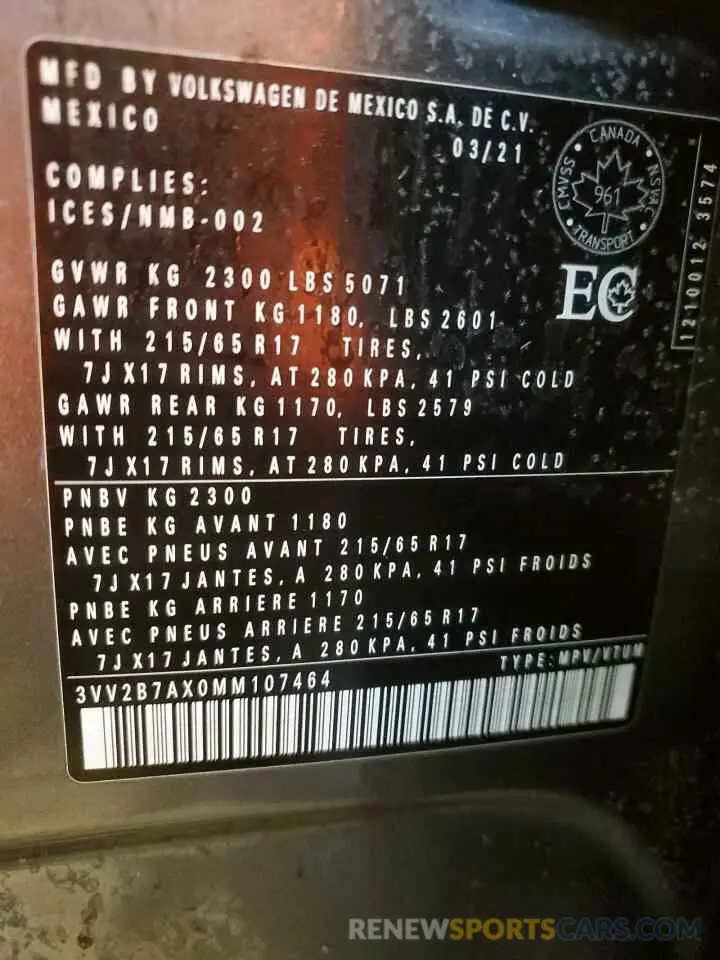 MFD BY VOLKSWAGEN DE MEXICO S.A. DE C.V.
MEXICO
03/21
COMPLIES:
ICES/NMB-002
CANADA
CMVSS
NSVAC
961
TRANSPORT
EC
1210012 3574
GVWR KG 2300 LBS 5071
GAWR FRONT KG 1180, LBS 2601
WITH 215/65 R17 TIRES,
7J X17 RIMS, AT 280 KPA, 41 PSI COLD
GAWR REAR KG 1170, LBS 2579
WITH 215/65 R17 TIRES,
7J X17 RIMS, AT 280 KPA, 41 PSI COLD
PNBV KG 2300
PNBE KG AVANT 1180
AVEC PNEUS AVANT 215/65 R17
7J X17 JANTES, A 280 KPA, 41 PSI FROIDS
PNBE KG ARRIERE 1170
AVEC PNEUS ARRIERE 215/65 R17
7J X17 JANTES, A 280 KPA, 41 PSI FROIDS
TYPE: MPV/VTUM
3VV2B7AX0MM107464
RENEWSPORTSCARS.COM